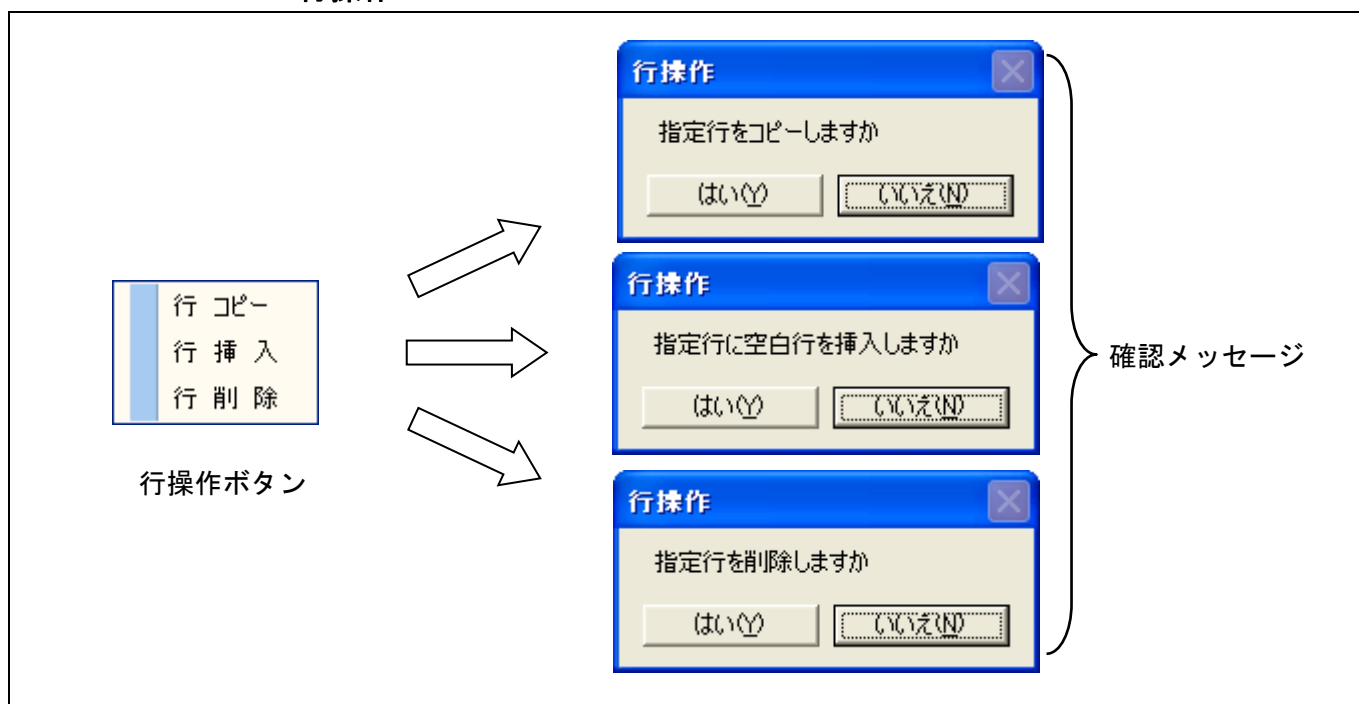 行操作
指定行をコピーしますか
はい(Y)
いいえ(N)
行 コピー
行 挿 入
行 削 除
行操作ボタン
行操作
指定行に空白行を挿入しますか
はい(Y)
いいえ(N)
行操作
指定行を削除しますか
はい(Y)
いいえ(N)
確認メッセージ